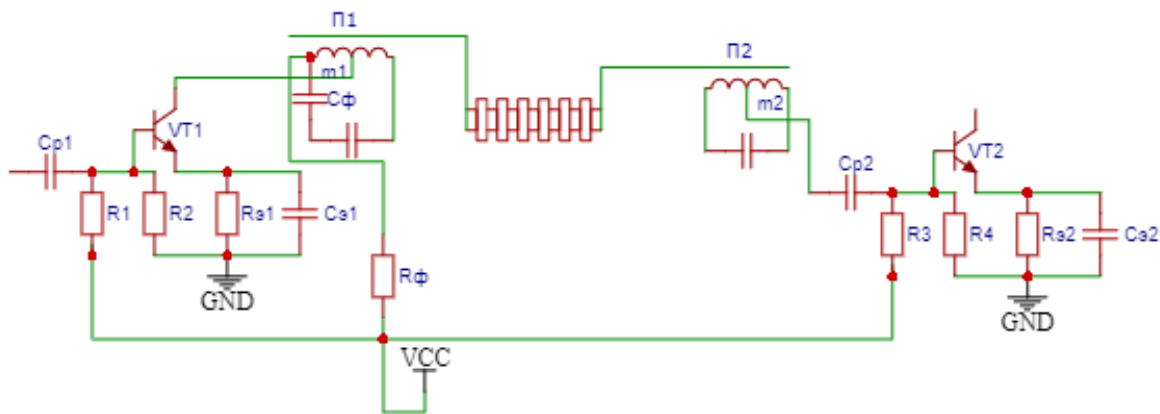 П1
П2
m1
m2
Cф
VT1
VT2
Cр1
Cр2
R1
R2
Rэ1
Cэ1
R3
R4
Rэ2
Cэ2
Rф
GND
GND
VCC